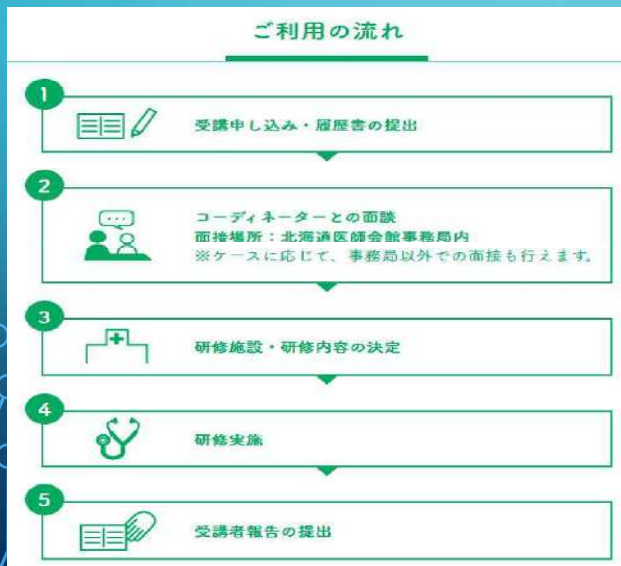 ご利用の流れ
1
受講申し込み・履歴書の提出
2
コーディネーターとの面談
面接場所：北海道医師会館事務局内
※ケースに応じて、事務局以外での面接も行えます。
3
研修施設・研修内容の決定
4
研修実施
5
受講者報告の提出